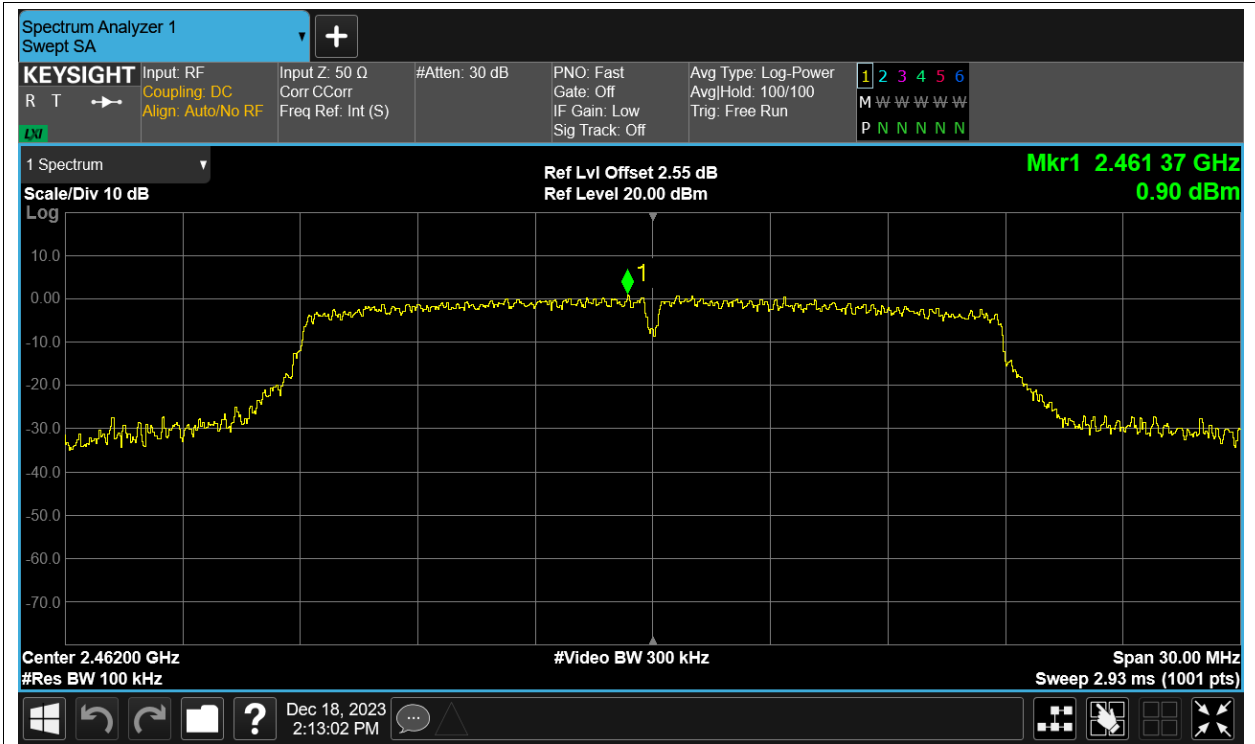 Spectrum Analyzer 1
Swept SA
KEYSIGHT
R T
LXI
Input: RF
Coupling: DC
Align: Auto/No RF
Input Z: 50 Ω
Corr CCorr
Freq Ref: Int (S)
#Atten: 30 dB
PNO: Fast
Gate: Off
IF Gain: Low
Sig Track: Off
Avg Type: Log-Power
Avg|Hold: 100/100
Trig: Free Run
1 2 3 4 5 6
M W W W W W
P N N N N N
1 Spectrum
Scale/Div 10 dB
Log
Ref Lvl Offset 2.55 dB
Ref Level 20.00 dBm
Mkr1 2.461 37 GHz
0.90 dBm
10.0
1
0.00
-10.0
-20.0
-30.0
-40.0
-50.0
-60.0
-70.0
Center 2.46200 GHz
#Res BW 100 kHz
#Video BW 300 kHz
Span 30.00 MHz
Sweep 2.93 ms (1001 pts)
?
Dec 18, 2023
2:13:02 PM